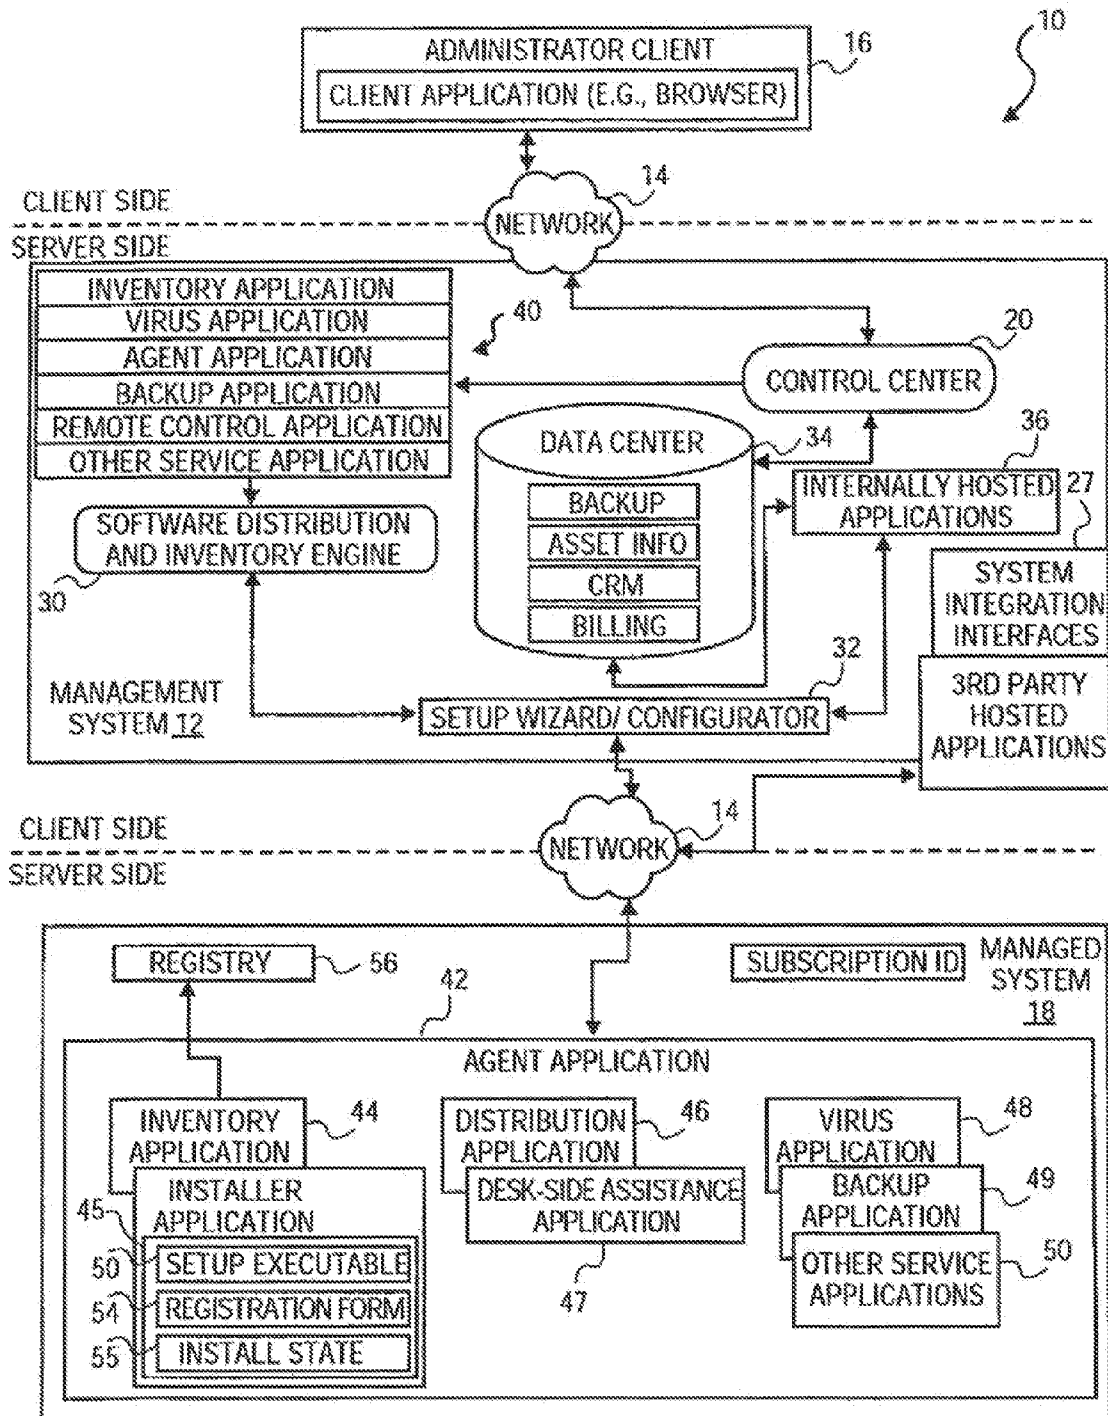 10
ADMINISTRATOR CLIENT
16
CLIENT APPLICATION (E.G., BROWSER)
14
CLIENT SIDE
NETWORK
SERVER SIDE
INVENTORY APPLICATION
VIRUS APPLICATION
AGENT APPLICATION
BACKUP APPLICATION
REMOTE CONTROL APPLICATION
OTHER SERVICE APPLICATION
40
20
CONTROL CENTER
DATA CENTER
34
BACKUP
ASSET INFO
CRM
BILLING
36
INTERNALLY HOSTED
APPLICATIONS
27
SYSTEM
INTEGRATION
INTERFACES
3RD PARTY
HOSTED
APPLICATIONS
SOFTWARE DISTRIBUTION
AND INVENTORY ENGINE
30
32
MANAGEMENT
SYSTEM 12
SETUP WIZARD/ CONFIGURATOR
14
CLIENT SIDE
NETWORK
SERVER SIDE
REGISTRY
56
SUBSCRIPTION ID
MANAGED
SYSTEM
18
42
AGENT APPLICATION
INVENTORY
APPLICATION
44
INSTALLER
APPLICATION
45
50
SETUP EXECUTABLE
54
REGISTRATION FORM
55
INSTALL STATE
DISTRIBUTION
APPLICATION
46
DESK-SIDE ASSISTANCE
APPLICATION
47
VIRUS
APPLICATION
48
BACKUP
APPLICATION
49
OTHER SERVICE
APPLICATIONS
50